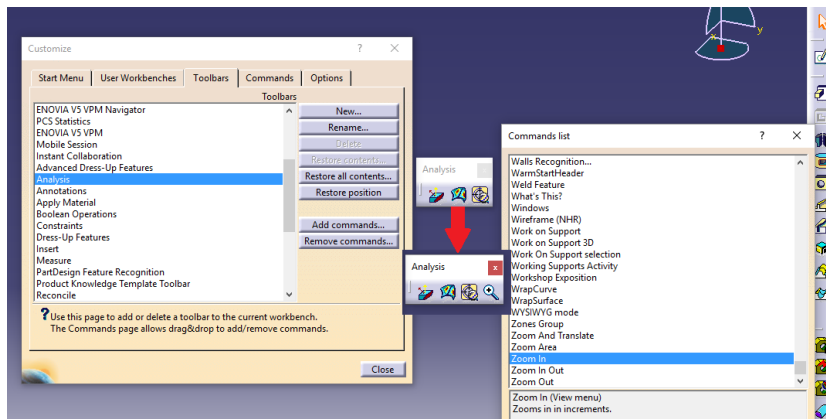 x
y
Customize
? ×
Start Menu User Workbenches Toolbars Commands Options
Toolbars
ENOVIA V5 VPM Navigator
PCS Statistics
ENOVIA V5 VPM
Mobile Session
Instant Collaboration
Advanced Dress-Up Features
Analysis
Annotations
Apply Material
Boolean Operations
Constraints
Dress-Up Features
Insert
Measure
PartDesign Feature Recognition
Product Knowledge Template Toolbar
Reconcile
New...
Rename...
Delete
Restore contents...
Restore all contents...
Restore position
Add commands...
Remove commands...
?Use this page to add or delete a toolbar to the current workbench.
The Commands page allows drag&drop to add/remove commands.
Close
Analysis
Analysis
x
Commands list
? ×
Walls Recognition...
WarmStartHeader
Weld Feature
What's This?
Windows
Wireframe (NHR)
Work on Support
Work on Support 3D
Work On Support selection
Working Supports Activity
Workshop Exposition
WrapCurve
WrapSurface
WYSIWYG mode
Zones Group
Zoom And Translate
Zoom Area
Zoom In
Zoom In Out
Zoom Out
Zoom In (View menu)
Zooms in in increments.